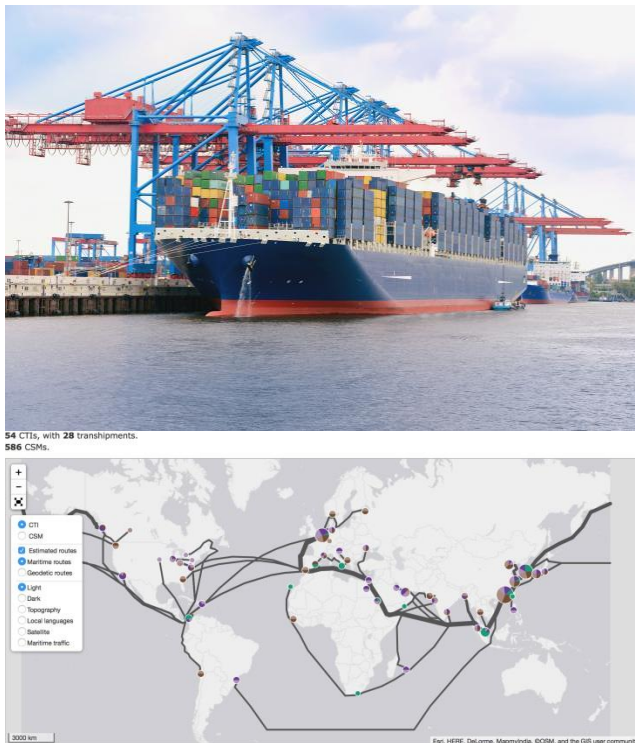 54 CTIs, with 28 transhipments.
586 CSMs.
+
−
CTI
CSM
Estimated routes
Maritime routes
Geodetic routes
Light
Dark
Topography
Local languages
Satellite
Maritime traffic
3000 km
Esri, HERE, DeLorme, MapmyIndia, ©OSM, and the GIS user communit